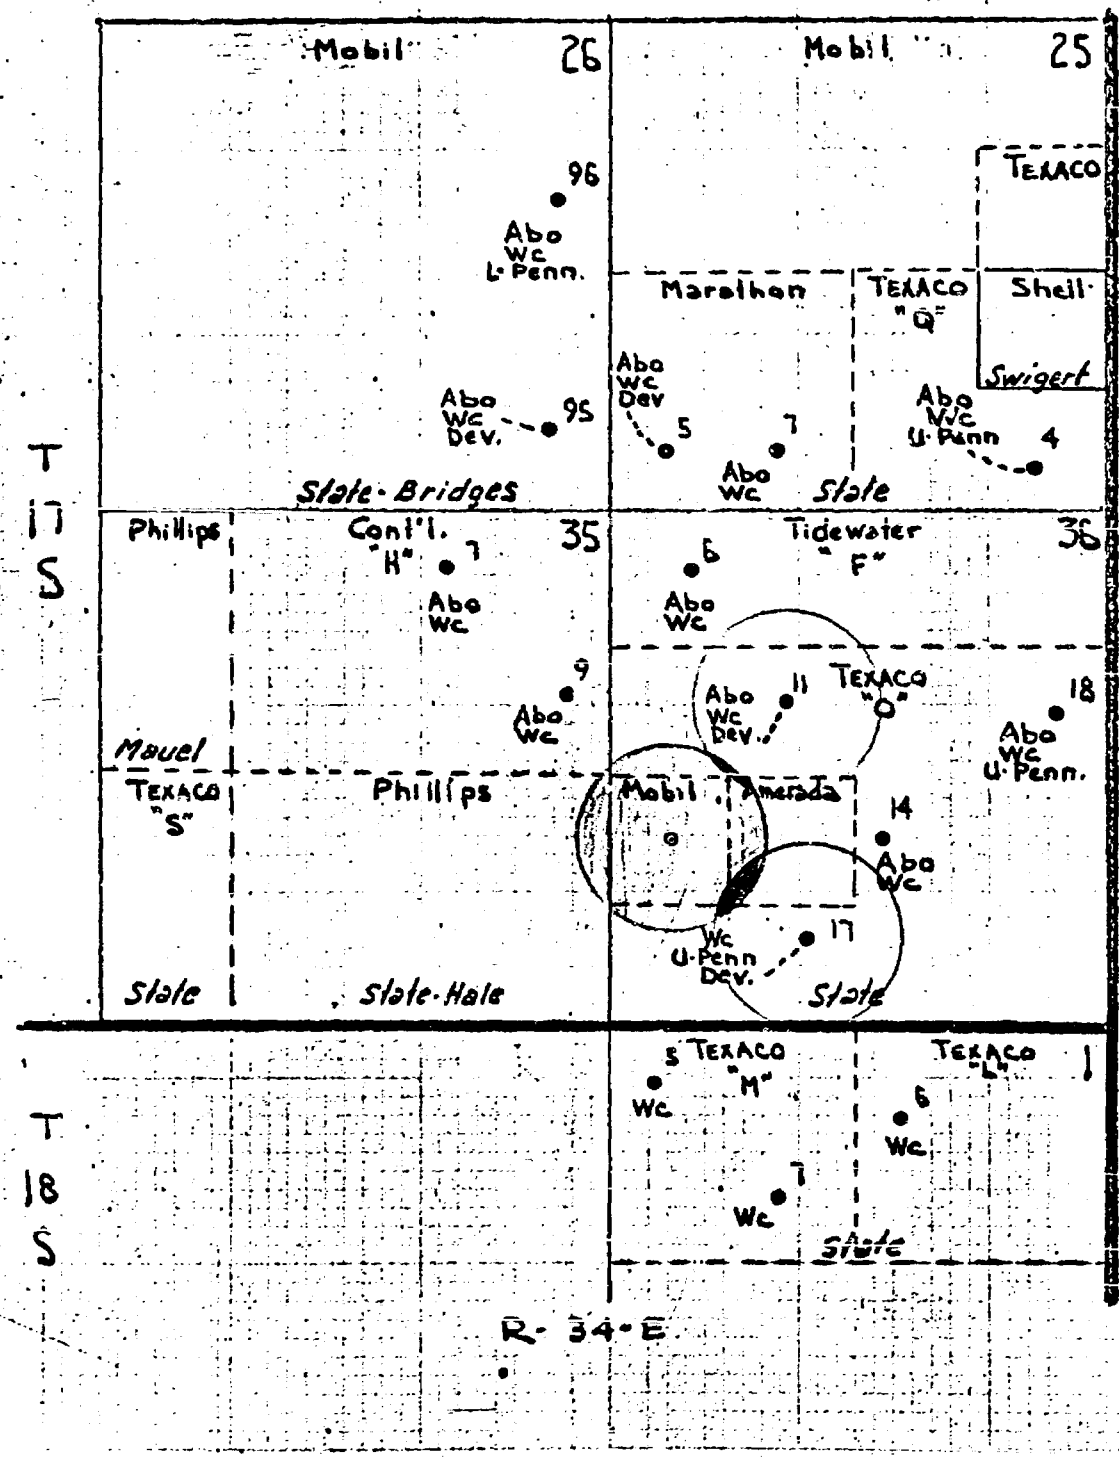 Mobil 26
Mobil 25
TEXACO
96
Abo
Wc
L. Penn.
Marathon
TEXACO
"Q"
Shell
Swigert
Abo
Wc
Dev.
95
Abo
Wc
Dev
5
7
Abo
Wc
Abo
Wc
U. Penn
4
State-Bridges
State
T
17
S
Phillips
Cont'l.
"H"
35
7
Abo
Wc
9
Abo
Wc
Mauel
Tidewater
"F"
36
6
Abo
Wc
11
Abo
Wc
Dev.
TEXACO
"O"
18
Abo
Wc
U. Penn.
TEXACO
"S"
Phillips
Mobil
Amerada
14
Abo
Wc
17
Wc
U. Penn
Dev.
State
State-Hale
State
5
TEXACO
"M"
Wc
7
Wc
TEXACO
"L"
1
6
Wc
State
T
18
S
R- 34-E